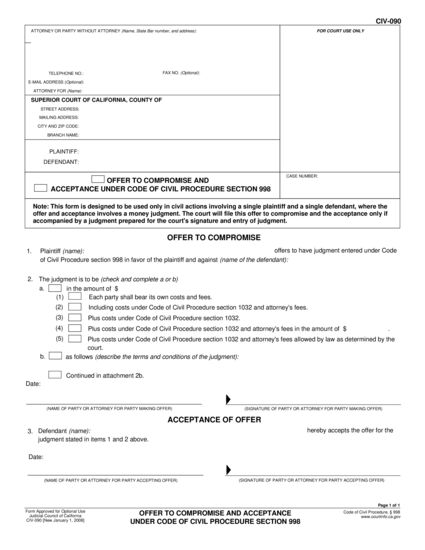 CIV-090
ATTORNEY OR PARTY WITHOUT ATTORNEY (Name, State Bar number, and address):
FOR COURT USE ONLY
TELEPHONE NO.:
FAX NO. (Optional):
E-MAIL ADDRESS (Optional):
ATTORNEY FOR (Name):
SUPERIOR COURT OF CALIFORNIA, COUNTY OF
STREET ADDRESS:
MAILING ADDRESS:
CITY AND ZIP CODE:
BRANCH NAME:
PLAINTIFF:
DEFENDANT:
OFFER TO COMPROMISE AND
ACCEPTANCE UNDER CODE OF CIVIL PROCEDURE SECTION 998
CASE NUMBER:
Note: This form is designed to be used only in civil actions involving a single plaintiff and a single defendant, where the
offer and acceptance involves a money judgment. The court will file this offer to compromise and the acceptance only if
accompanied by a judgment prepared for the court's signature and entry of judgment.
OFFER TO COMPROMISE
1. Plaintiff (name): offers to have judgment entered under Code
of Civil Procedure section 998 in favor of the plaintiff and against (name of the defendant):
2. The judgment is to be (check and complete a or b)
a. in the amount of $
(1) Each party shall bear its own costs and fees.
(2) Including costs under Code of Civil Procedure section 1032 and attorney's fees.
(3) Plus costs under Code of Civil Procedure section 1032.
(4) Plus costs under Code of Civil Procedure section 1032 and attorney's fees in the amount of $ .
(5) Plus costs under Code of Civil Procedure section 1032 and attorney's fees allowed by law as determined by the
court.
b. as follows (describe the terms and conditions of the judgment):
Continued in attachment 2b.
Date:
(NAME OF PARTY OR ATTORNEY FOR PARTY MAKING OFFER)
(SIGNATURE OF PARTY OR ATTORNEY FOR PARTY MAKING OFFER)
ACCEPTANCE OF OFFER
3. Defendant (name): hereby accepts the offer for the
judgment stated in items 1 and 2 above.
Date:
(NAME OF PARTY OR ATTORNEY FOR PARTY ACCEPTING OFFER)
(SIGNATURE OF PARTY OR ATTORNEY FOR PARTY ACCEPTING OFFER)
Page 1 of 1
Form Approved for Optional Use
Judicial Council of California
CIV-090 [New January 1, 2008]
OFFER TO COMPROMISE AND ACCEPTANCE
UNDER CODE OF CIVIL PROCEDURE SECTION 998
Code of Civil Procedure, § 998
www.courtinfo.ca.gov